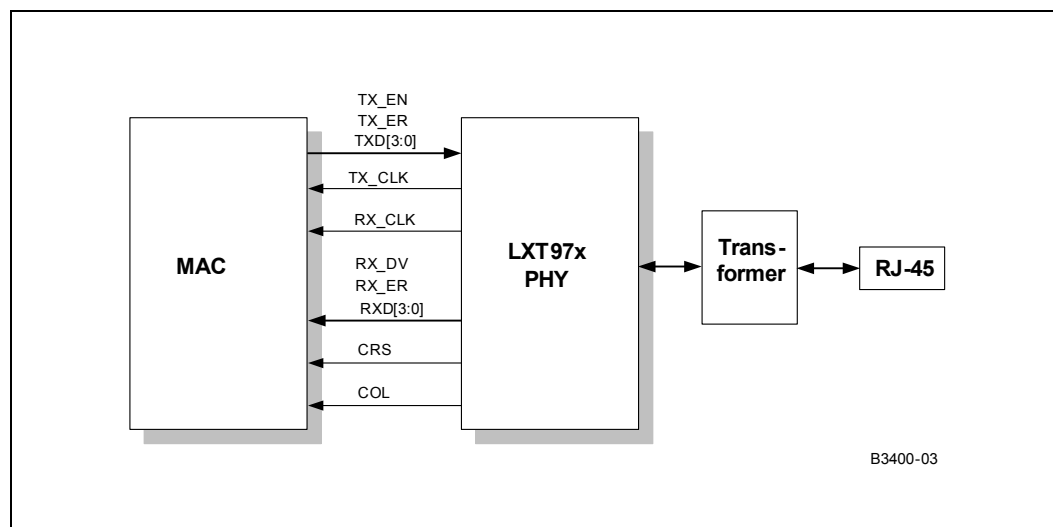 TX_EN
TX_ER
TXD[3:0]
TX_CLK
RX_CLK
MAC
RX_DV
RX_ER
RXD[3:0]
CRS
COL
LXT97x
PHY
Trans-
former
RJ-45
B3400-03